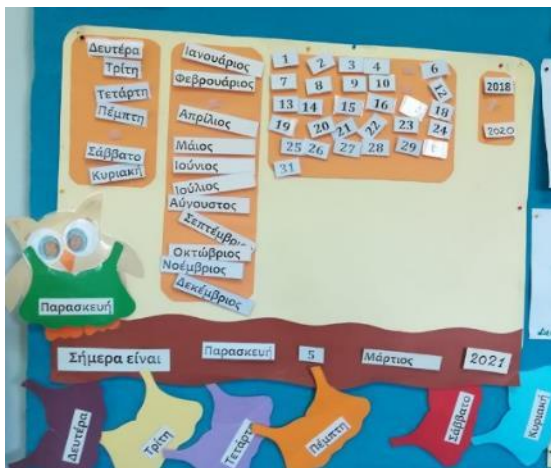 Δευτέρα
Τρίτη
Τετάρτη
Πέμπτη
Σάββατο
Κυριακή
Ιανουάριος
Φεβρουάριος
Απρίλιος
Μάιος
Ιούνιος
Ιούλιος
Αύγουστος
Σεπτέμβριο
Οκτώβριος
Νοέμβριος
Δεκέμβριος
1 2 3 4 6
7 8 9 10 12
13 14 15 16 18
19 20 21 22 23 24
25 26 27 28 29
31
2018
2020
Παρασκευή
Σήμερα είναι Παρασκευή 5 Μάρτιος 2021
Δευτέρα
Τρίτη
Τετάρτη
Πέμπτη
Σάββατο
Κυριακή